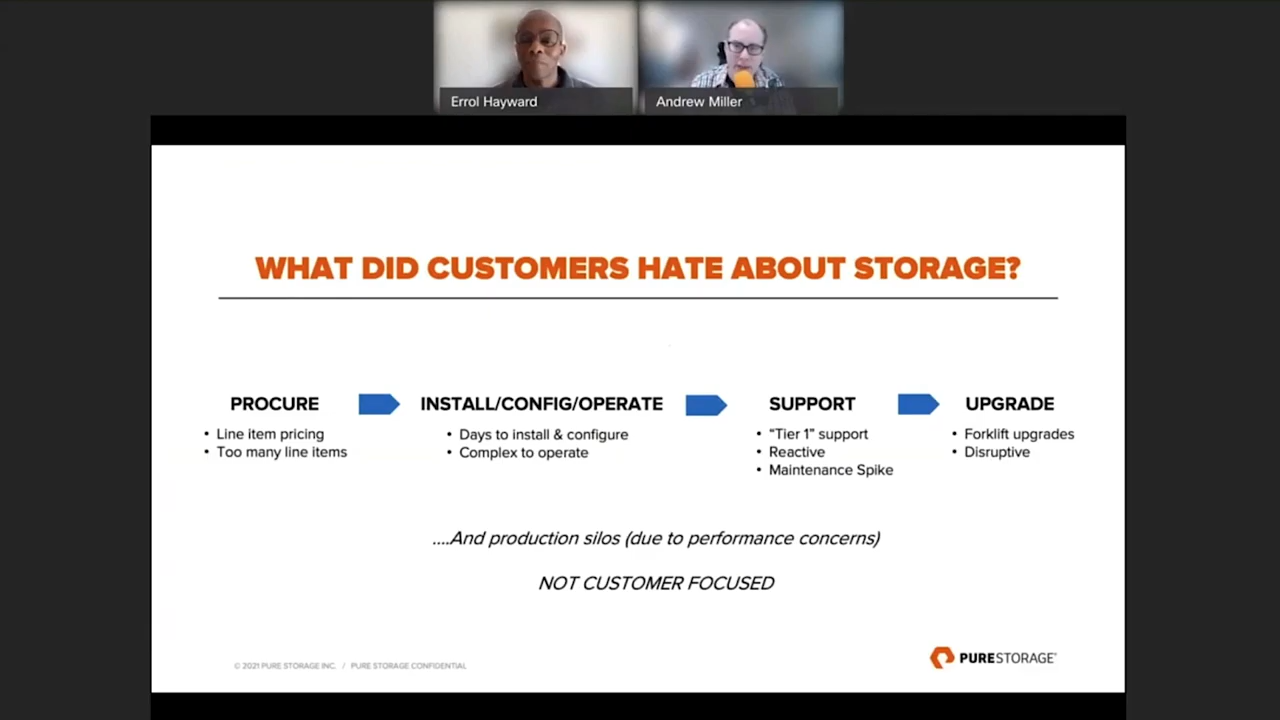 Errol Hayward
Andrew Miller
WHAT DID CUSTOMERS HATE ABOUT STORAGE?
PROCURE
• Line item pricing
• Too many line items
INSTALL/CONFIG/OPERATE
• Days to install & configure
• Complex to operate
SUPPORT
• “Tier 1” support
• Reactive
• Maintenance Spike
UPGRADE
• Forklift upgrades
• Disruptive
....And production silos (due to performance concerns)
NOT CUSTOMER FOCUSED
© 2021 PURE STORAGE INC. / PURE STORAGE CONFIDENTIAL
PURESTORAGE®